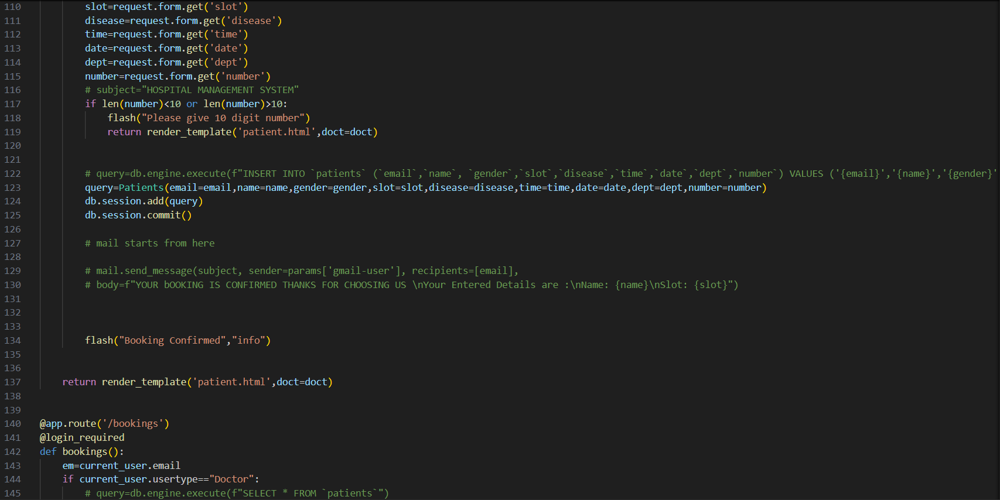 110 slot=request.form.get('slot')
111 disease=request.form.get('disease')
112 time=request.form.get('time')
113 date=request.form.get('date')
114 dept=request.form.get('dept')
115 number=request.form.get('number')
116 # subject="HOSPITAL MANAGEMENT SYSTEM"
117 if len(number)<10 or len(number)>10:
118 flash("Please give 10 digit number")
119 return render_template('patient.html',doct=doct)
120
121
122 # query=db.engine.execute(f"INSERT INTO `patients` (`email`,`name`, `gender`,`slot`,`disease`,`time`,`date`,`dept`,`number`) VALUES ('{email}','{name}','{gender}'
123 query=Patients(email=email,name=name,gender=gender,slot=slot,disease=disease,time=time,date=date,dept=dept,number=number)
124 db.session.add(query)
125 db.session.commit()
126
127 # mail starts from here
128
129 # mail.send_message(subject, sender=params['gmail-user'], recipients=[email],
130 # body=f"YOUR bOOKING IS CONFIRMED THANKS FOR CHOOSING US \nYour Entered Details are :\nName: {name}\nSlot: {slot}")
131
132
133
134 flash("Booking Confirmed","info")
135
136
137 return render_template('patient.html',doct=doct)
138
139
140 @app.route('/bookings')
141 @login_required
142 def bookings():
143 em=current_user.email
144 if current_user.usertype=="Doctor":
145 # query=db.engine.execute(f"SELECT * FROM `patients`")